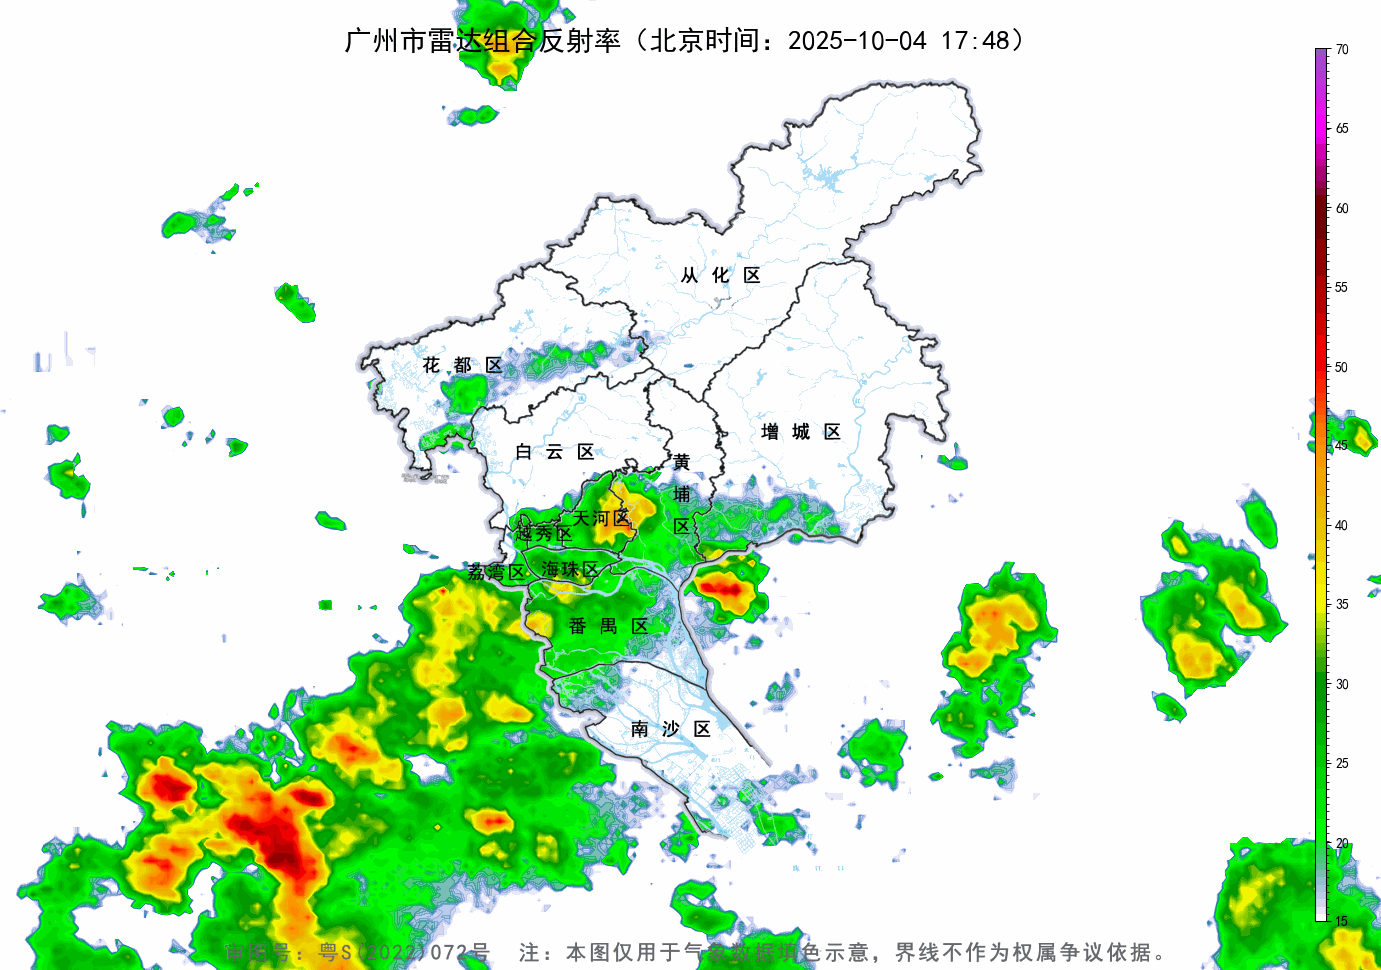 广州市雷达组合反射率（北京时间：2025-10-04 17:48）
70
65
60
55
50
45
40
35
30
25
20
15
从 化 区
花 都 区
增 城 区
白 云 区
黄
埔
区
天河区
越秀区
海珠区
荔湾区
番 禺 区
南 沙 区
审图号：粤S(2022)072号 注：本图仅用于气象数据填色示意，界线不作为权属争议依据。